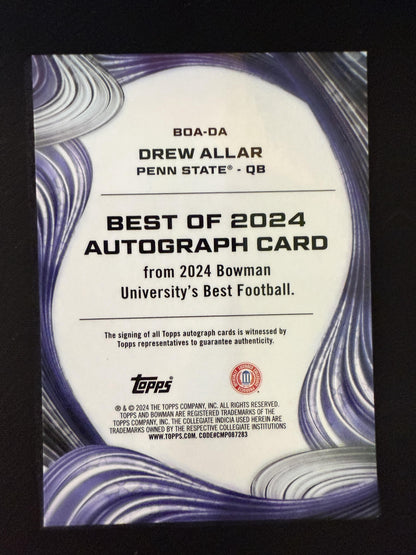 BOA-DA
DREW ALLAR
PENN STATE® - QB
BEST OF 2024
AUTOGRAPH CARD
from 2024 Bowman
University's Best Football.
The signing of all Topps autograph cards is witnessed by
Topps representatives to guarantee authenticity.
Topps
® & © 2024 THE TOPPS COMPANY, INC. ALL RIGHTS RESERVED.
TOPPS AND BOWMAN ARE REGISTERED TRADEMARKS OF THE
TOPPS COMPANY, INC. THE COLLEGIATE INDICIA USED HEREIN ARE
TRADEMARKS OWNED BY THE RESPECTIVE COLLEGIATE INSTITUTIONS
WWW.TOPPS.COM. CODE#CMP087283